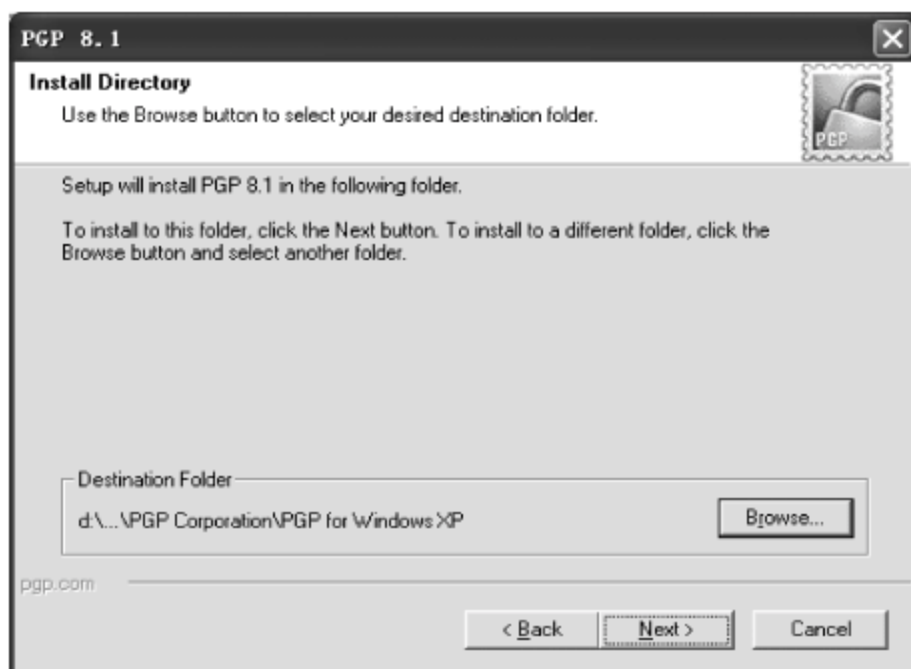 PGP 8.1
Install Directory
Use the Browse button to select your desired destination folder.
PGP
Setup will install PGP 8.1 in the following folder.
To install to this folder, click the Next button. To install to a different folder, click the
Browse button and select another folder.
Destination Folder
d:\...\PGP Corporation\PGP for Windows XP
Browse...
pgp.com
< Back
Next >
Cancel